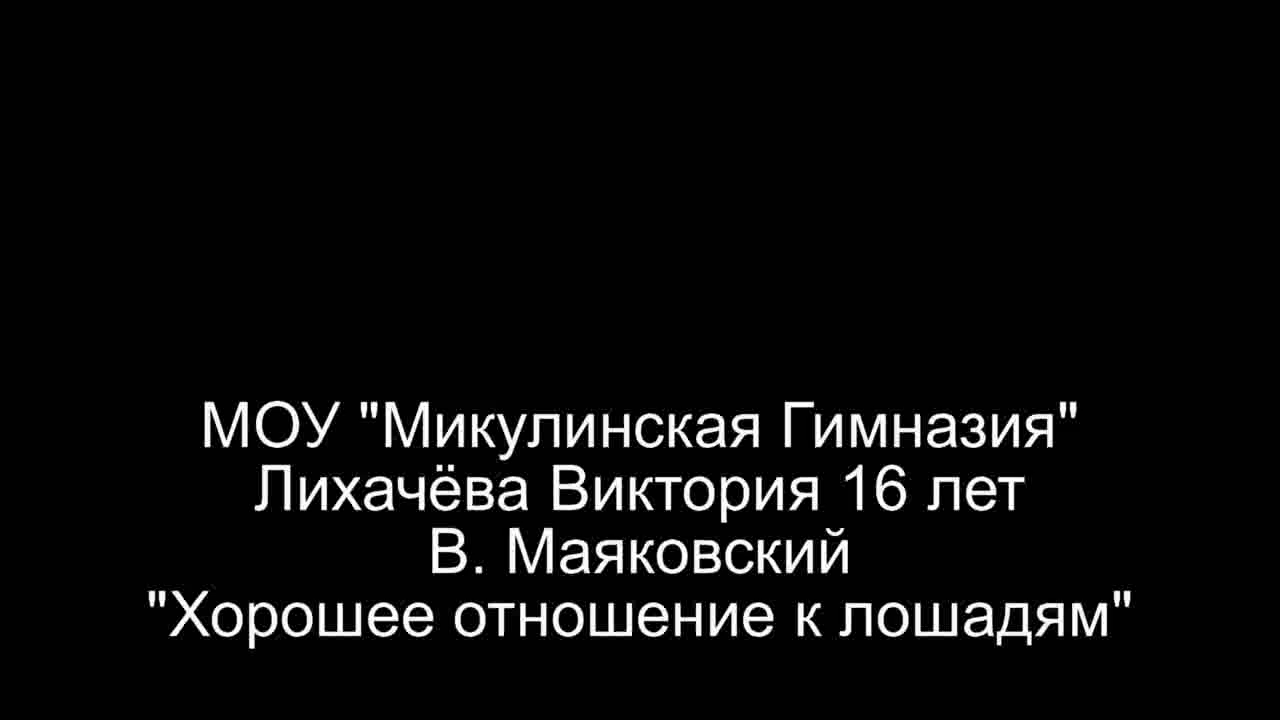 МОУ "Микулинская Гимназия"
Лихачёва Виктория 16 лет
В. Маяковский
"Хорошее отношение к лошадям"